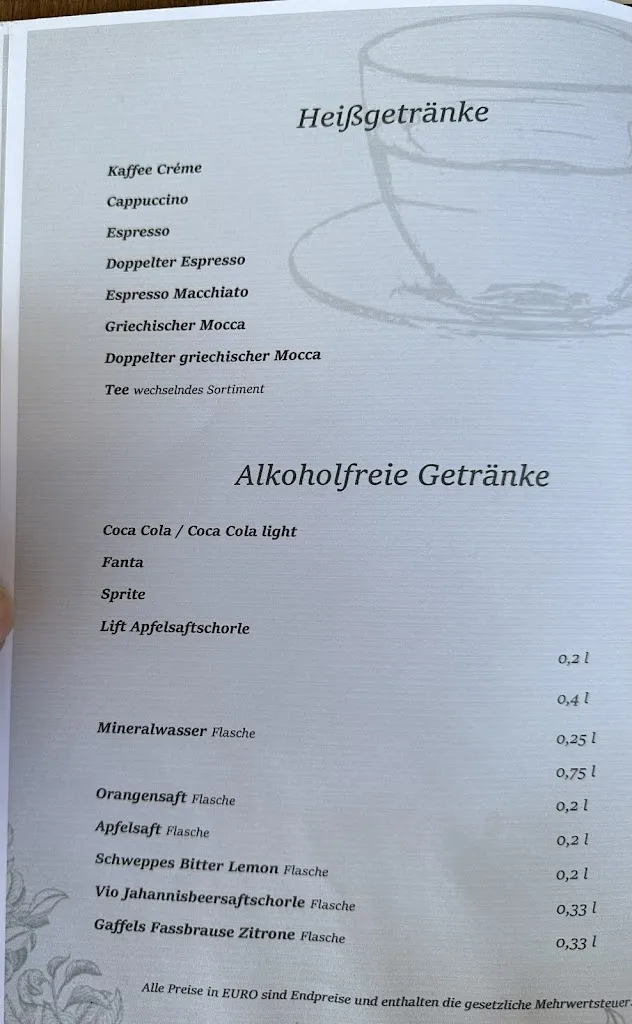 Heißgetränke
Kaffee Créme
Cappuccino
Espresso
Doppelter Espresso
Espresso Macchiato
Griechischer Mocca
Doppelter griechischer Mocca
Tee wechselndes Sortiment
Alkoholfreie Getränke
Coca Cola / Coca Cola light
Fanta
Sprite
Lift Apfelsaftschorle
0,2 l
0,4 l
Mineralwasser Flasche 0,25 l
0,75 l
Orangensaft Flasche 0,2 l
Apfelsaft Flasche 0,2 l
Schweppes Bitter Lemon Flasche 0,2 l
Vio Jahannisbeersaftschorle Flasche 0,33 l
Gaffels Fassbrause Zitrone Flasche 0,33 l
Alle Preise in EURO sind Endpreise und enthalten die gesetzliche Mehrwertsteuer.